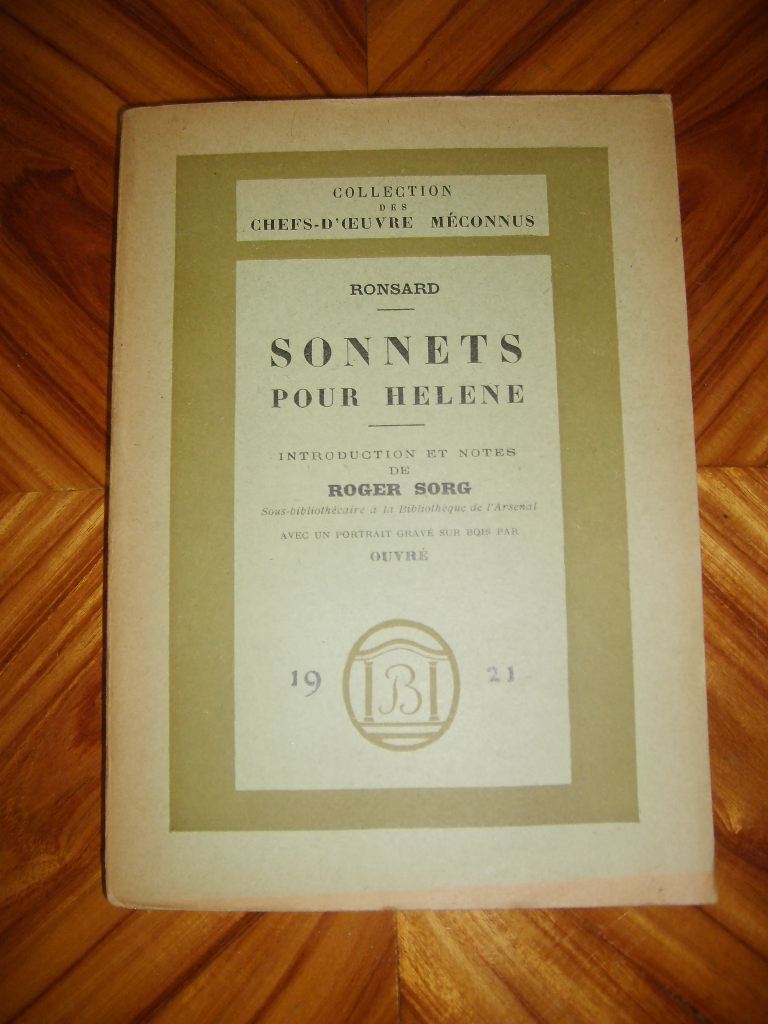 COLLECTION
DES
CHEFS-D'ŒUVRE MÉCONNUS
RONSARD
SONNETS
POUR HELENE
INTRODUCTION ET NOTES
DE
ROGER SORG
Sous-bibliothécaire à la Bibliothèque de l'Arsenal
AVEC UN PORTRAIT GRAVÉ SUR BOIS PAR
OUVRÉ
19 B 21